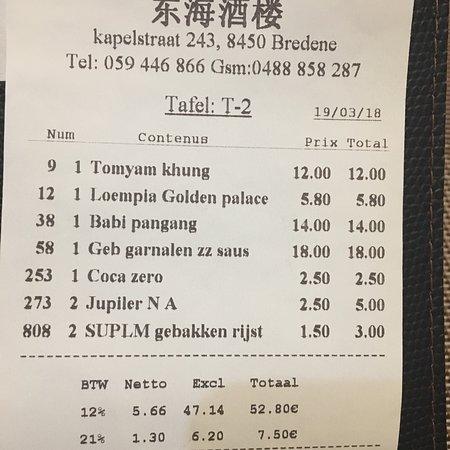 东海酒楼
kapelstraat 243, 8450 Bredene
Tel: 059 446 866 Gsm:0488 858 287
Tafel: T-2 19/03/18
Num Contenus Prix Total
9 1 Tomyam khung 12.00 12.00
12 1 Loempia Golden palace 5.80 5.80
38 1 Babi pangang 14.00 14.00
58 1 Geb garnalen zz saus 18.00 18.00
253 1 Coca zero 2.50 2.50
273 2 Jupiler N A 2.50 5.00
808 2 SUPLM gebakken rijst 1.50 3.00
BTW Netto Excl Totaal
12% 5.66 47.14 52.80€
21% 1.30 6.20 7.50€